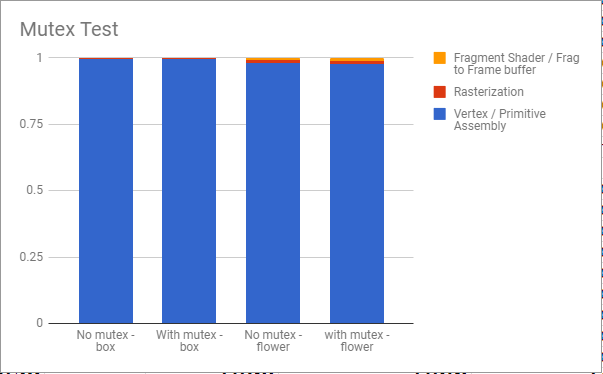 Mutex Test
1
0.75
0.5
0.25
0
No mutex -
box
With mutex -
box
No mutex -
flower
with mutex -
flower
Fragment Shader / Frag
to Frame buffer
Rasterization
Vertex / Primitive
Assembly